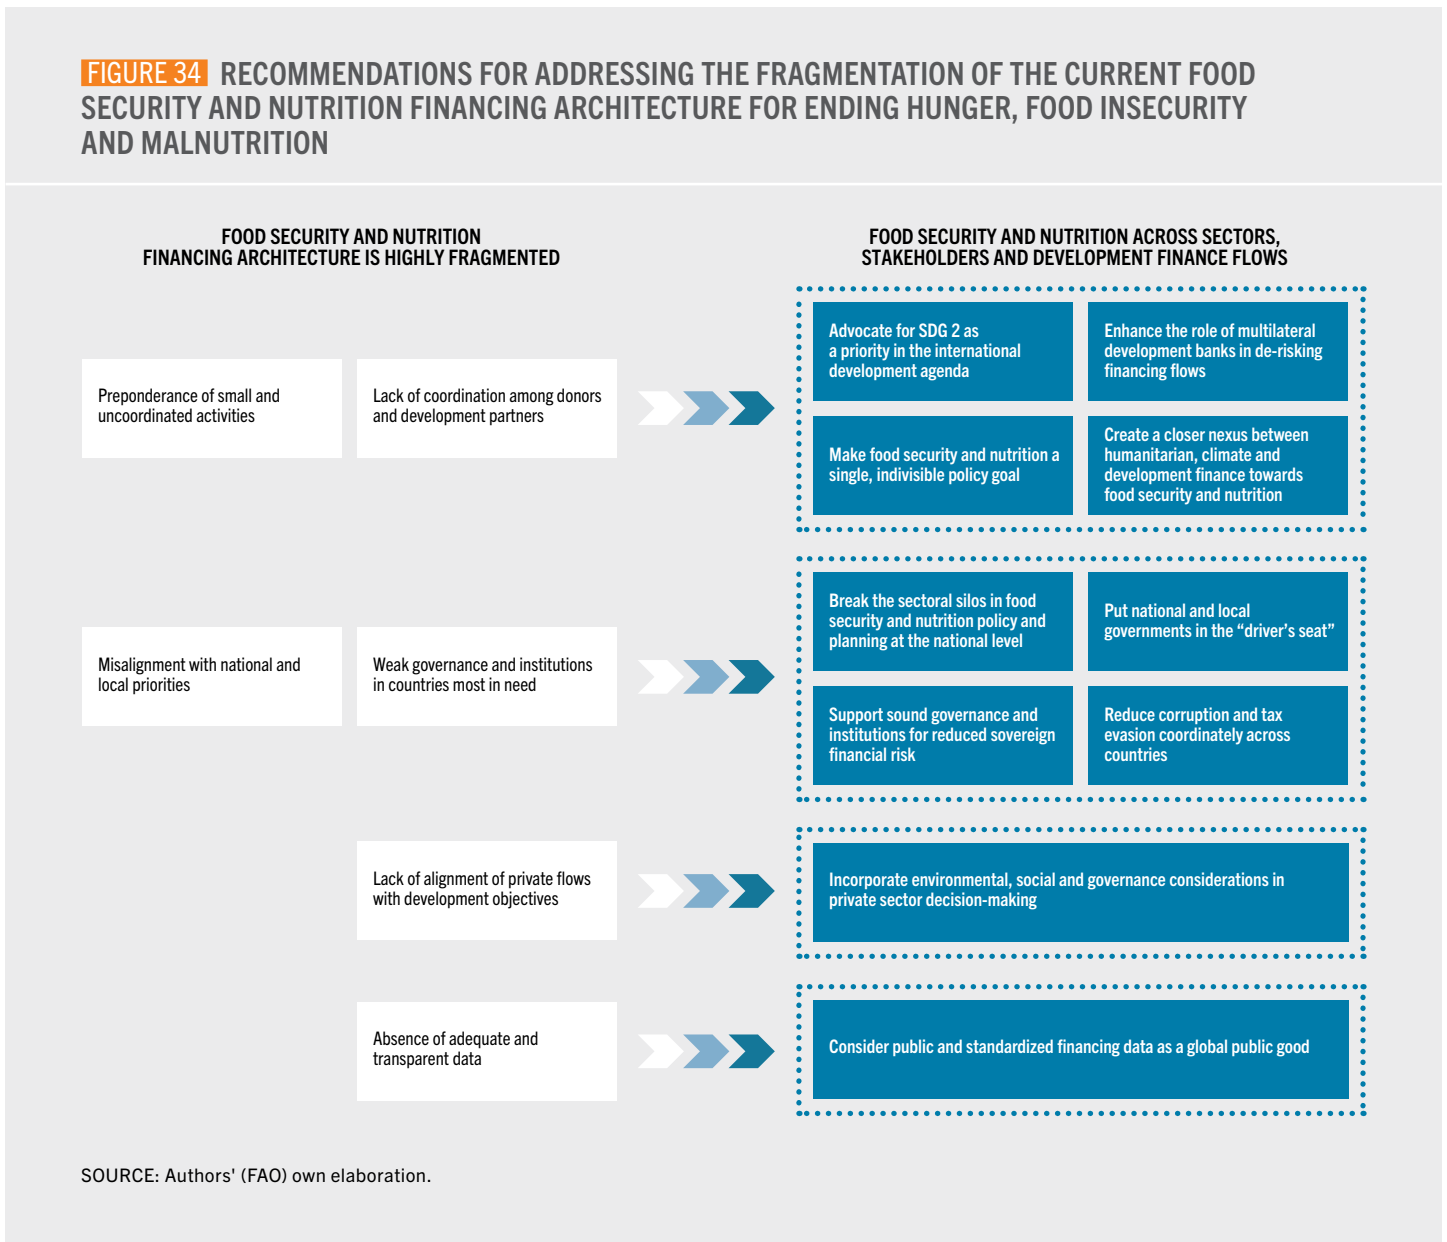 FIGURE 34 RECOMMENDATIONS FOR ADDRESSING THE FRAGMENTATION OF THE CURRENT FOOD
SECURITY AND NUTRITION FINANCING ARCHITECTURE FOR ENDING HUNGER, FOOD INSECURITY
AND MALNUTRITION
FOOD SECURITY AND NUTRITION
FINANCING ARCHITECTURE IS HIGHLY FRAGMENTED
FOOD SECURITY AND NUTRITION ACROSS SECTORS,
STAKEHOLDERS AND DEVELOPMENT FINANCE FLOWS
Preponderance of small and
uncoordinated activities
Lack of coordination among donors
and development partners
Advocate for SDG 2 as
a priority in the international
development agenda
Enhance the role of multilateral
development banks in de-risking
financing flows
Make food security and nutrition a
single, indivisible policy goal
Create a closer nexus between
humanitarian, climate and
development finance towards
food security and nutrition
Misalignment with national and
local priorities
Weak governance and institutions
in countries most in need
Break the sectoral silos in food
security and nutrition policy and
planning at the national level
Put national and local
governments in the “driver’s seat”
Support sound governance and
institutions for reduced sovereign
financial risk
Reduce corruption and tax
evasion coordinately across
countries
Lack of alignment of private flows
with development objectives
Incorporate environmental, social and governance considerations in
private sector decision-making
Absence of adequate and
transparent data
Consider public and standardized financing data as a global public good
SOURCE: Authors' (FAO) own elaboration.